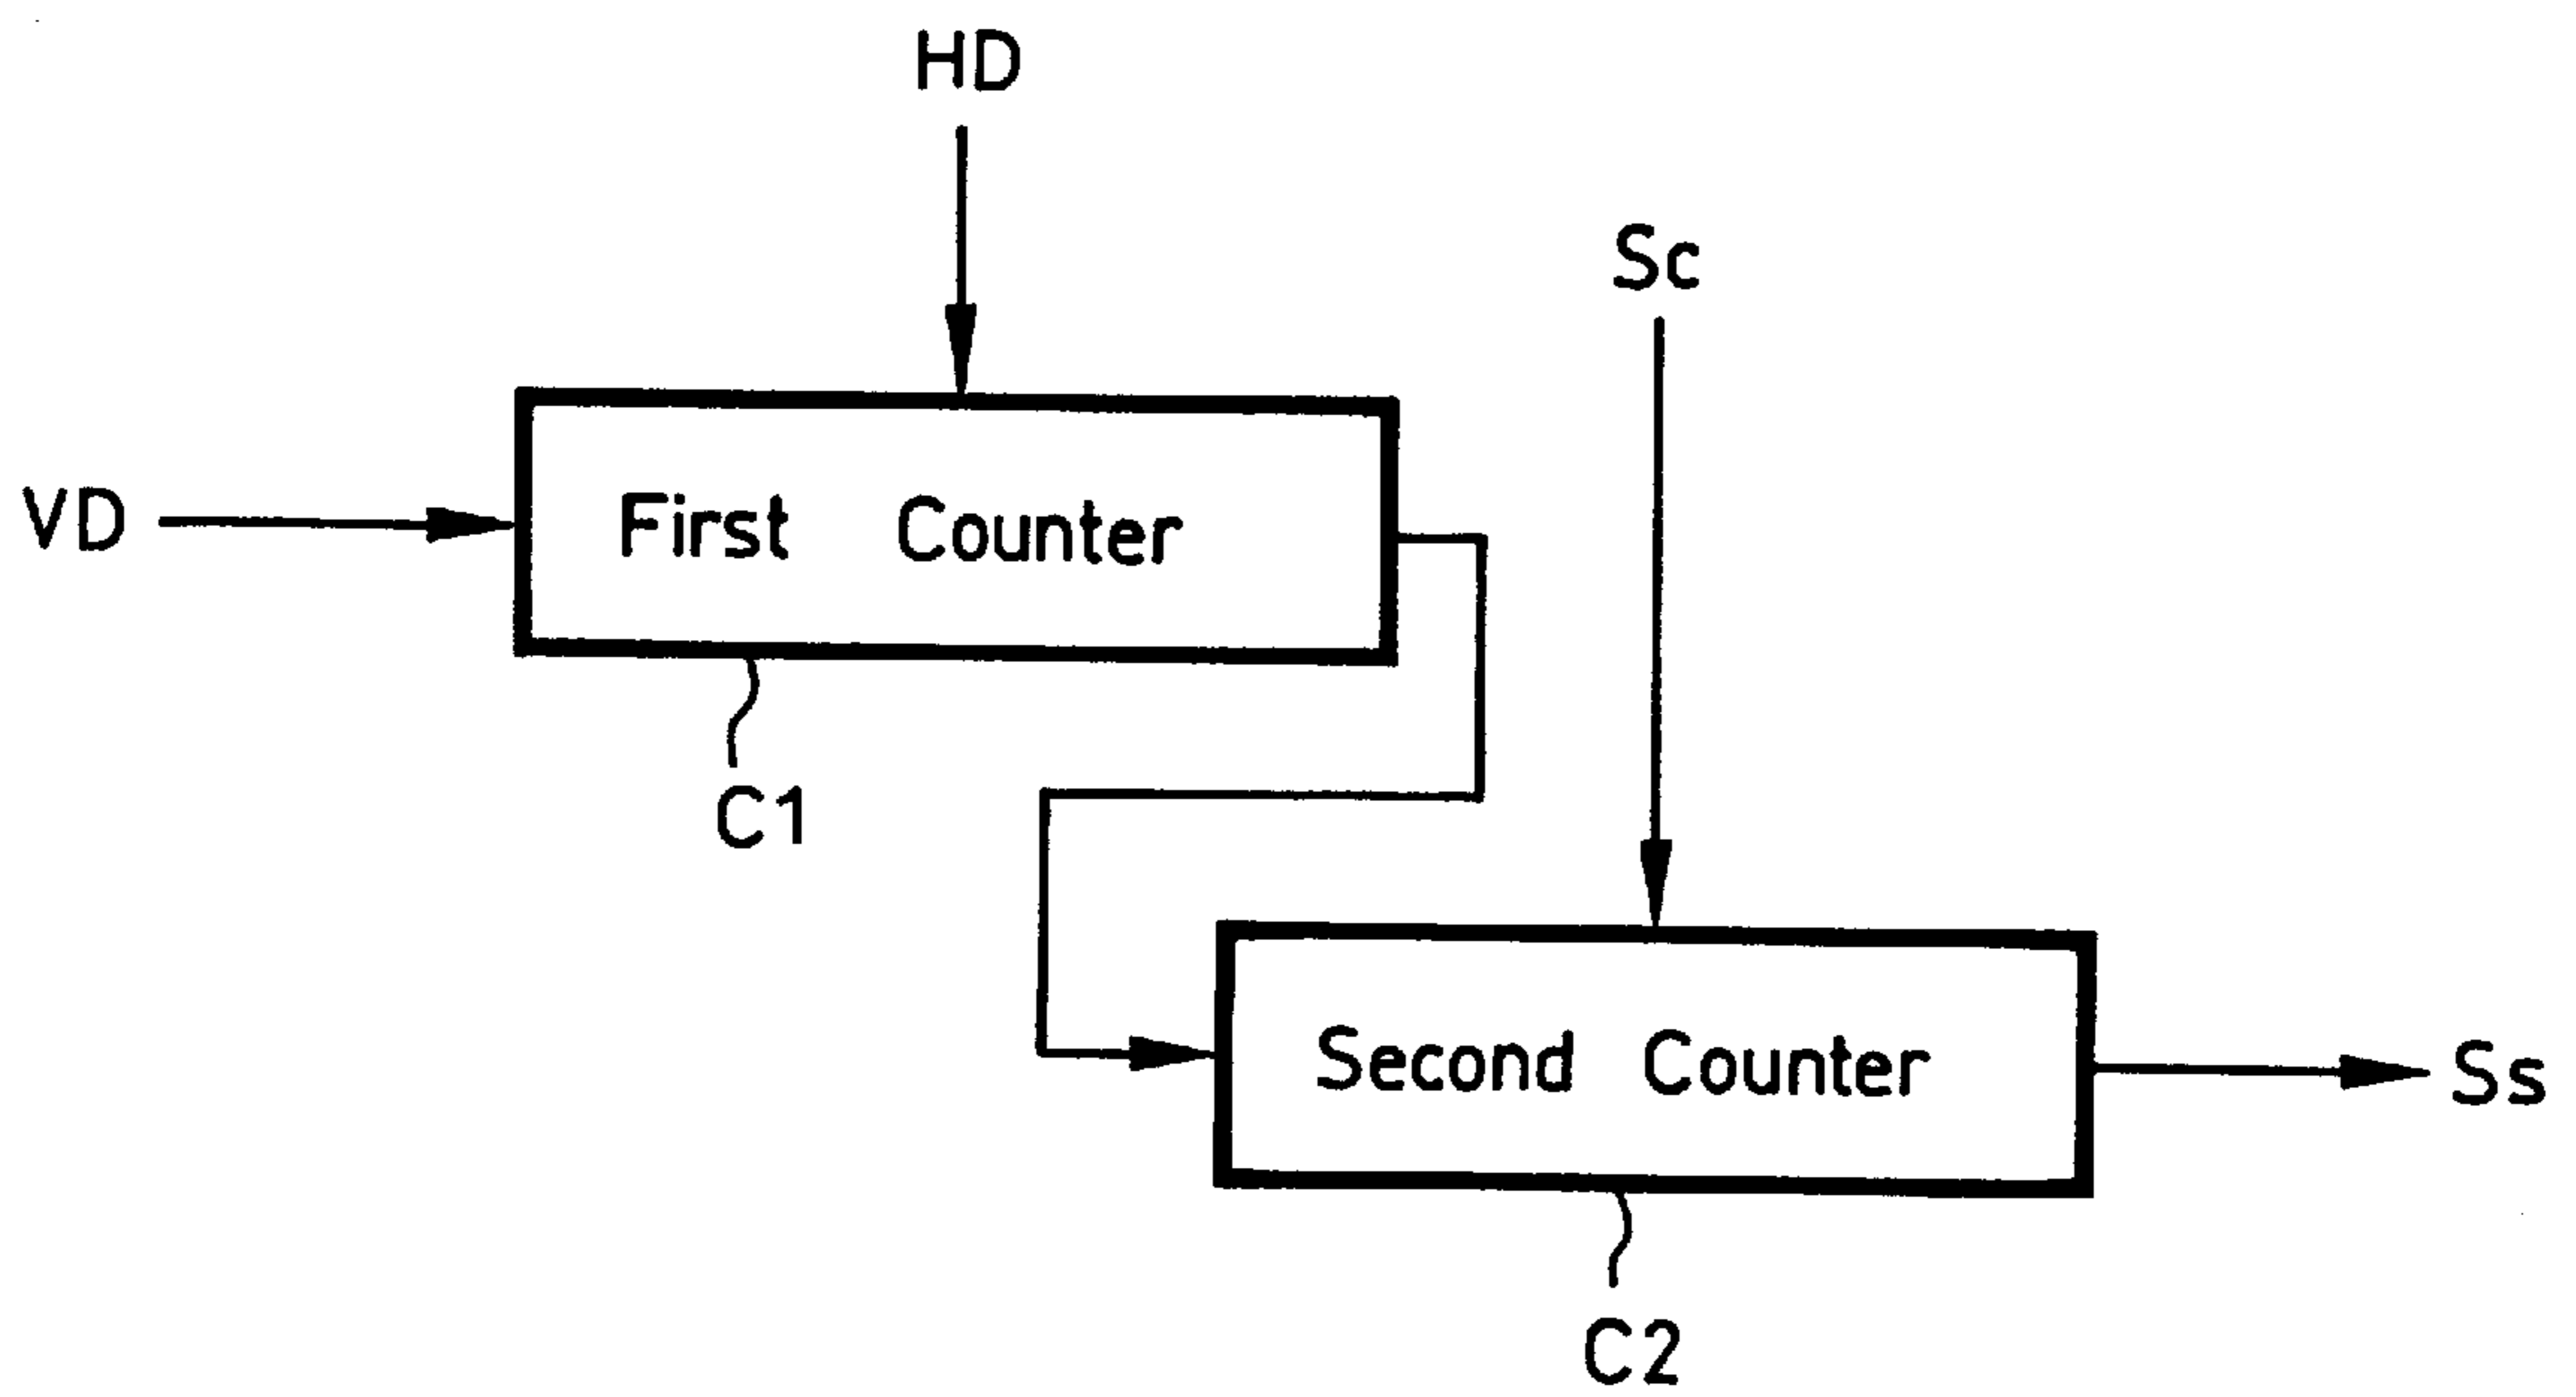 HD
Sc
VD
First Counter
C1
Second Counter
Ss
C2